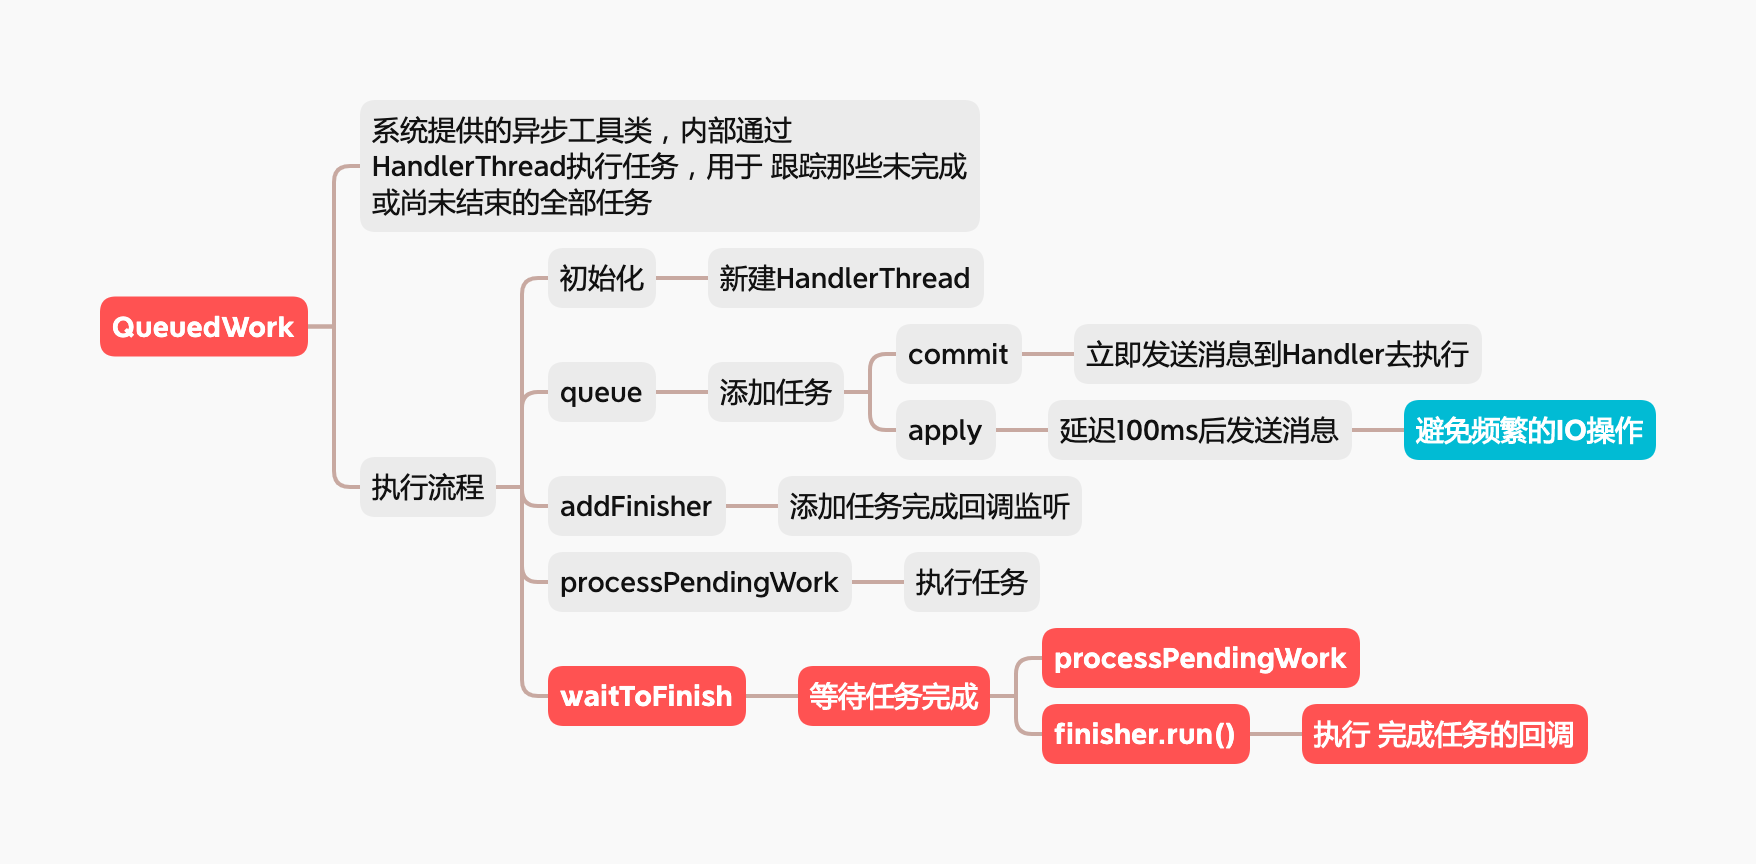 系统提供的异步工具类，内部通过
HandlerThread执行任务，用于 跟踪那些未完成
或尚未结束的全部任务
初始化
新建HandlerThread
QueuedWork
commit
立即发送消息到Handler去执行
queue
添加任务
apply
延迟100ms后发送消息
避免频繁的IO操作
执行流程
addFinisher
添加任务完成回调监听
processPendingWork
执行任务
processPendingWork
waitToFinish
等待任务完成
finisher.run()
执行 完成任务的回调